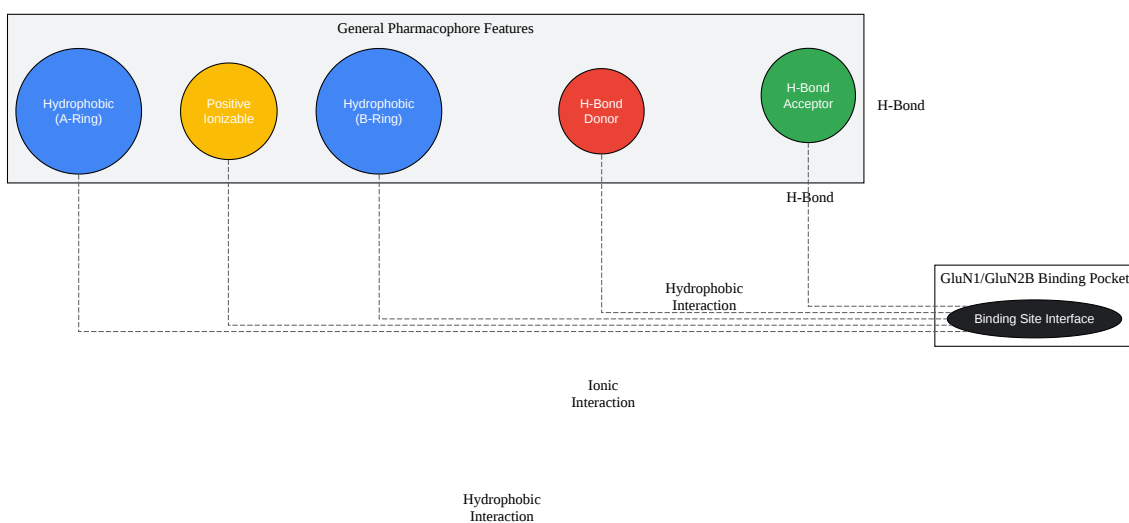 General Pharmacophore Features
Hydrophobic
(A-Ring)
Positive
Ionizable
Hydrophobic
(B-Ring)
H-Bond
Donor
H-Bond
Acceptor
H-Bond
H-Bond
GluN1/GluN2B Binding Pocket
Hydrophobic
Interaction
Binding Site Interface
Ionic
Interaction
Hydrophobic
Interaction